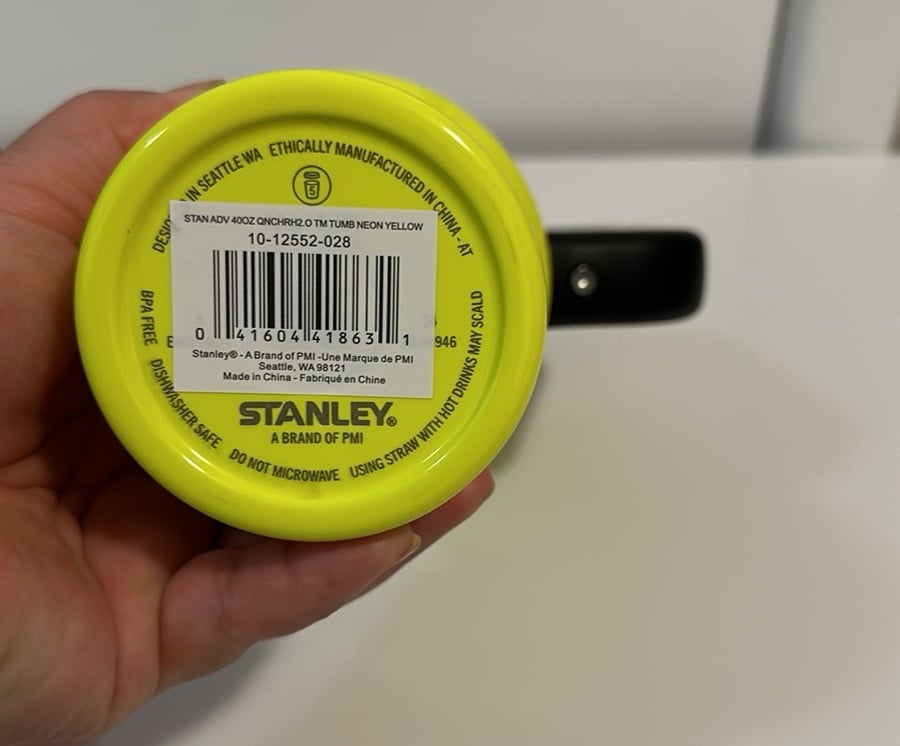 IN SEATTLE WA ETHICALLY MANUFACTURED IN CHINA - AT
5
STAN ADV 40OZ QNCHRH2.O TM TUMB NEON YELLOW
10-12552-028
0 41604 41863 1
Stanley® - A Brand of PMI -Une Marque de PMI
Seattle, WA 98121
Made in China - Fabriqué en Chine
946
STANLEY®
A BRAND OF PMI
BPA FREE DISHWASHER SAFE DO NOT MICROWAVE USING STRAW WITH HOT DRINKS MAY SCALD